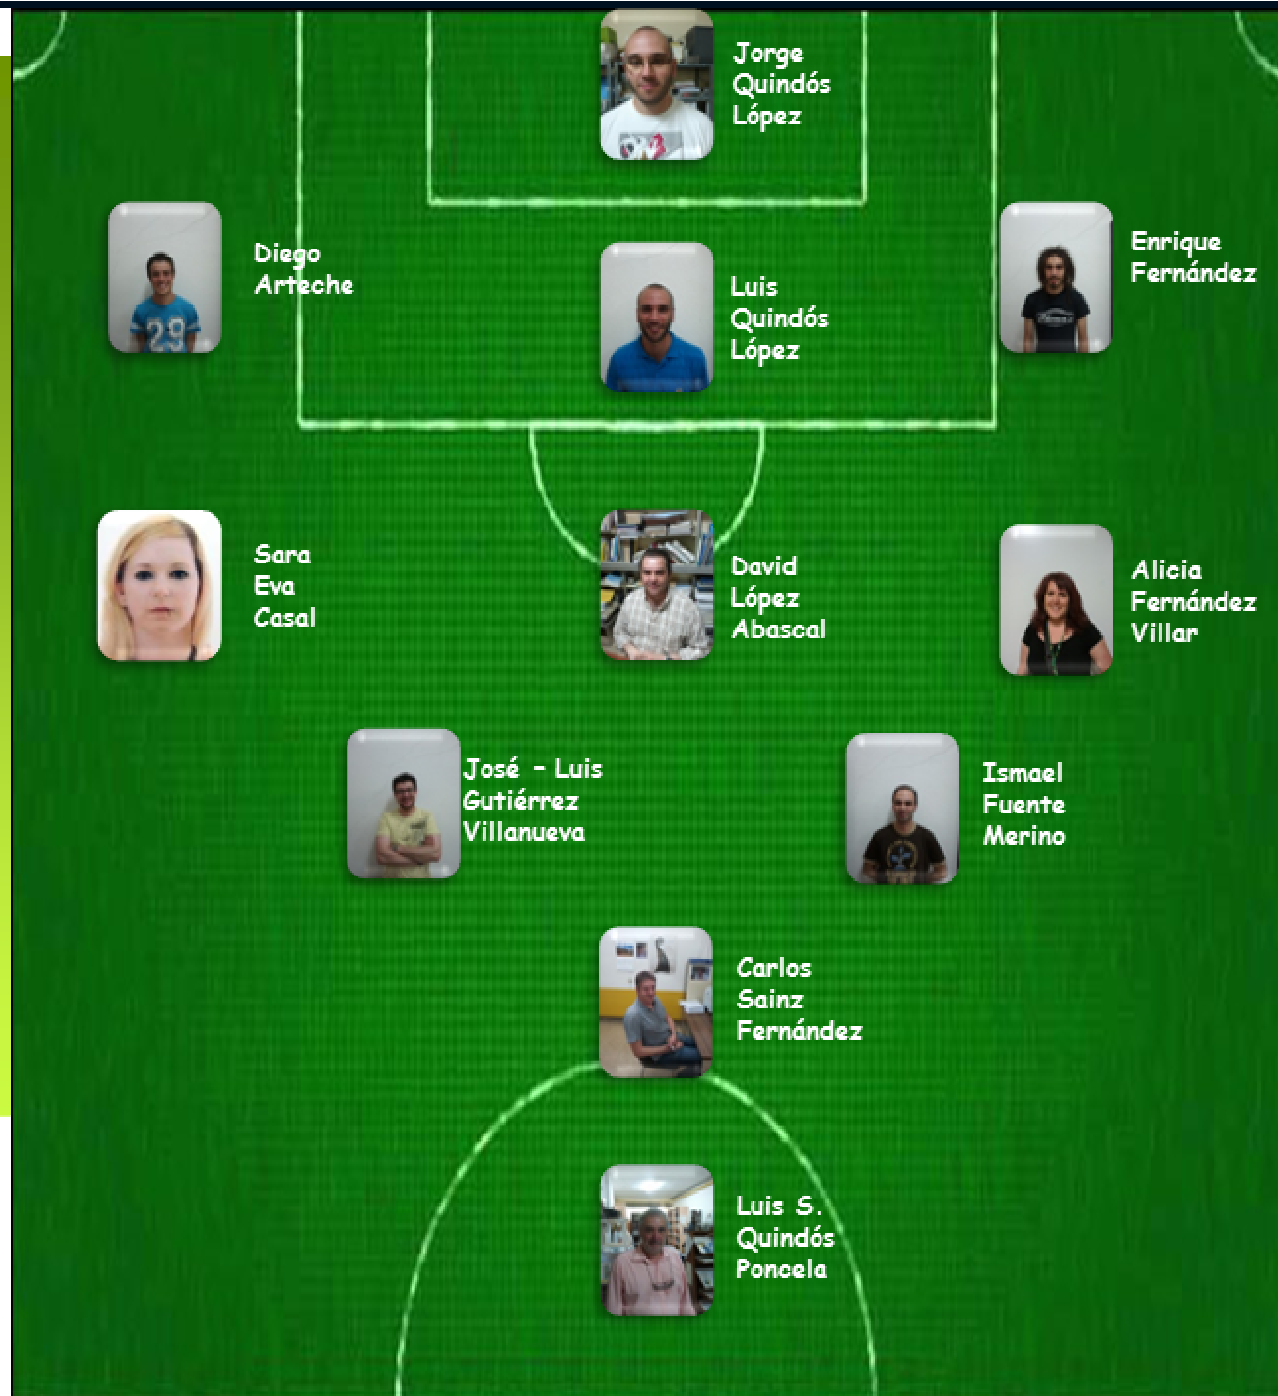 Jorge
Quindós
López
Diego
Arteche
Luis
Quindós
López
Enrique
Fernández
29
Sara
Eva
Casal
David
López
Abascal
Alicia
Fernández
Villar
José - Luis
Gutiérrez
Villanueva
Ismael
Fuente
Merino
Carlos
Sainz
Fernández
Luis S.
Quindós
Poncela